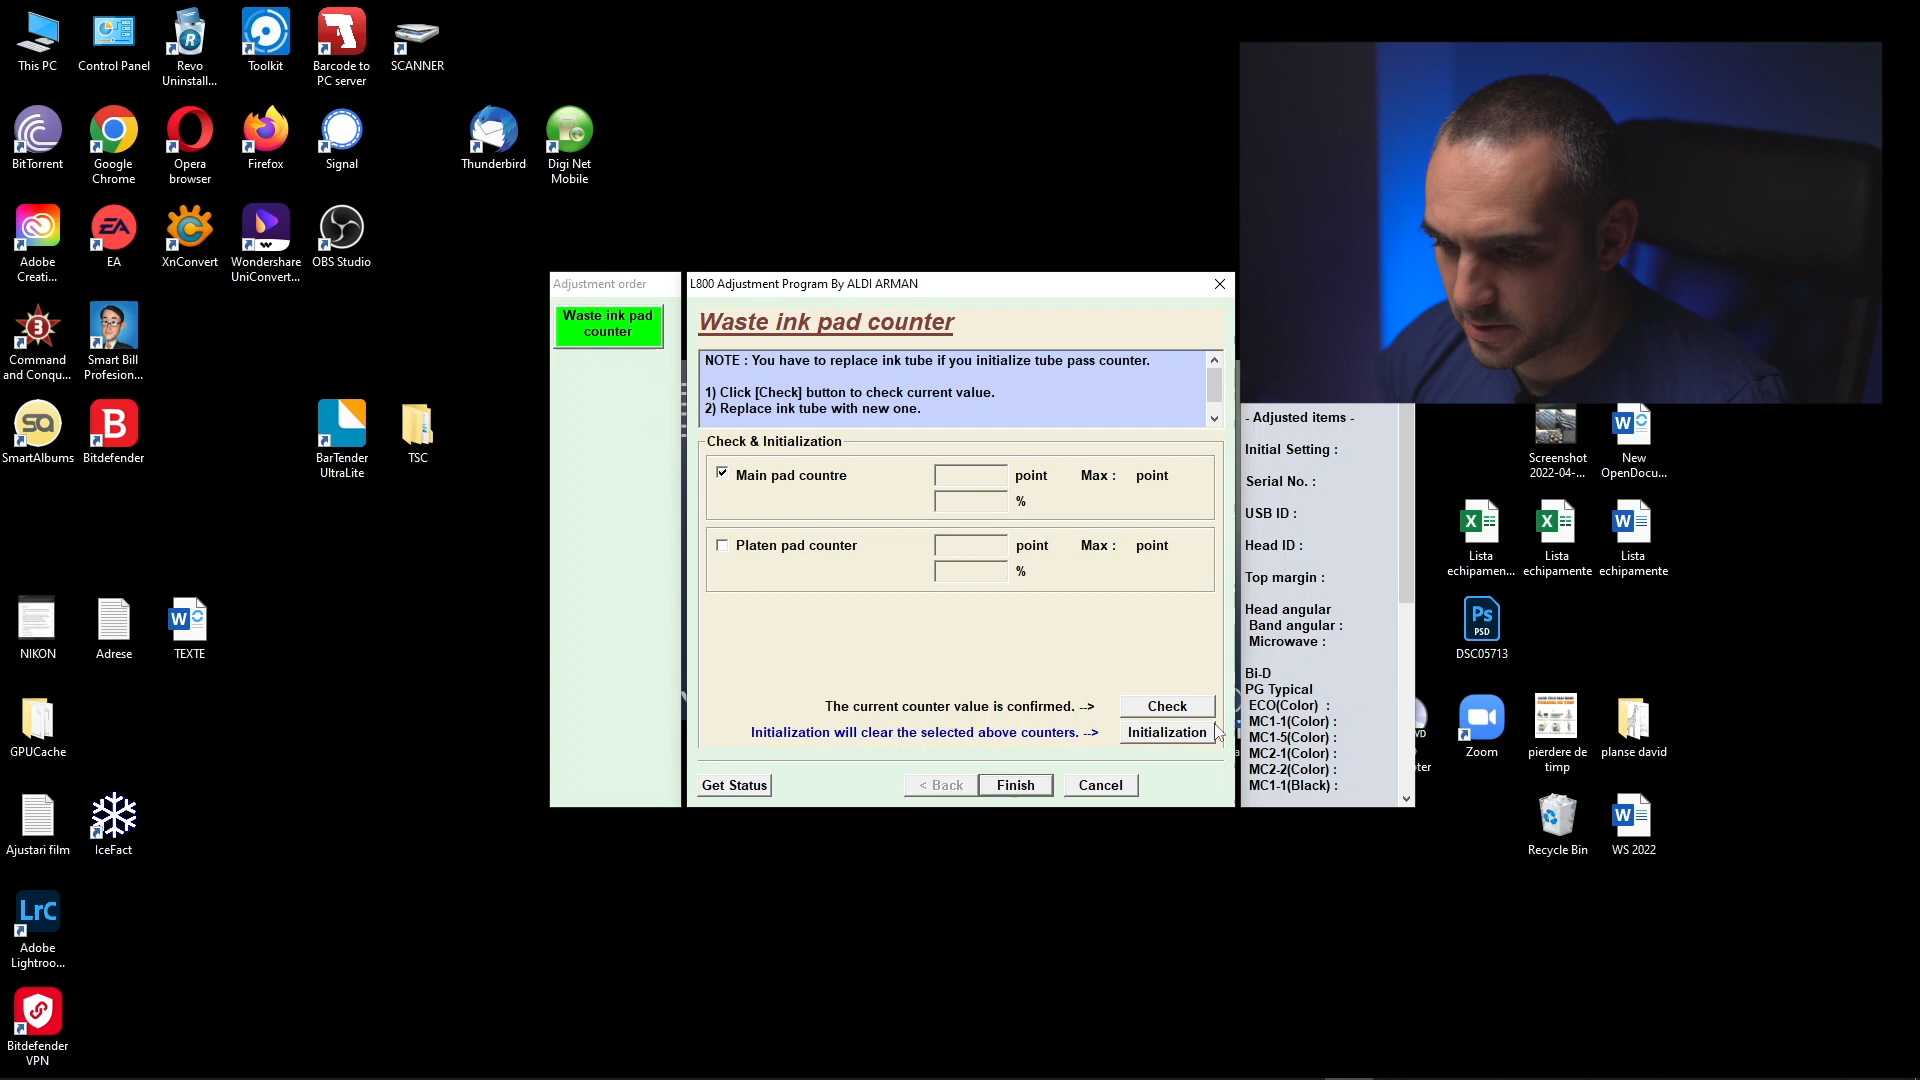 This PC
Control Panel
Revo
Uninstall...
Toolkit
Barcode to
PC server
SCANNER
BitTorrent
Google
Chrome
Opera
browser
Firefox
Signal
Thunderbird
Digi Net
Mobile
Adobe
Creati...
EA
XnConvert
Wondershare
UniConvert...
OBS Studio
Command
and Conqu...
Smart Bill
Profesion...
SmartAlbums
Bitdefender
BarTender
UltraLite
TSC
NIKON
Adrese
TEXTE
GPUCache
Ajustari film
IceFact
Adobe
Lightroo...
Bitdefender
VPN
Adjustment order
Waste ink pad
counter
L800 Adjustment Program By ALDI ARMAN
Waste ink pad counter
NOTE : You have to replace ink tube if you initialize tube pass counter.
1) Click [Check] button to check current value.
2) Replace ink tube with new one.
Check & Initialization
Main pad countre
point Max : point
%
Platen pad counter
point Max : point
%
The current counter value is confirmed. --> Check
Initialization will clear the selected above counters. --> Initialization
Get Status
< Back
Finish
Cancel
- Adjusted items -
Initial Setting :
Serial No. :
USB ID :
Head ID :
Top margin :
Head angular
Band angular :
Microwave :
Bi-D
PG Typical
ECO(Color) :
MC1-1(Color) :
MC1-5(Color) :
MC2-1(Color) :
MC2-2(Color) :
MC1-1(Black) :
Screenshot
2022-04-...
New
OpenDocu...
Lista
echipamen...
Lista
echipamente
Lista
echipamente
Ps
PSD
DSC05713
Zoom
pierdere de
timp
planse david
Recycle Bin
WS 2022